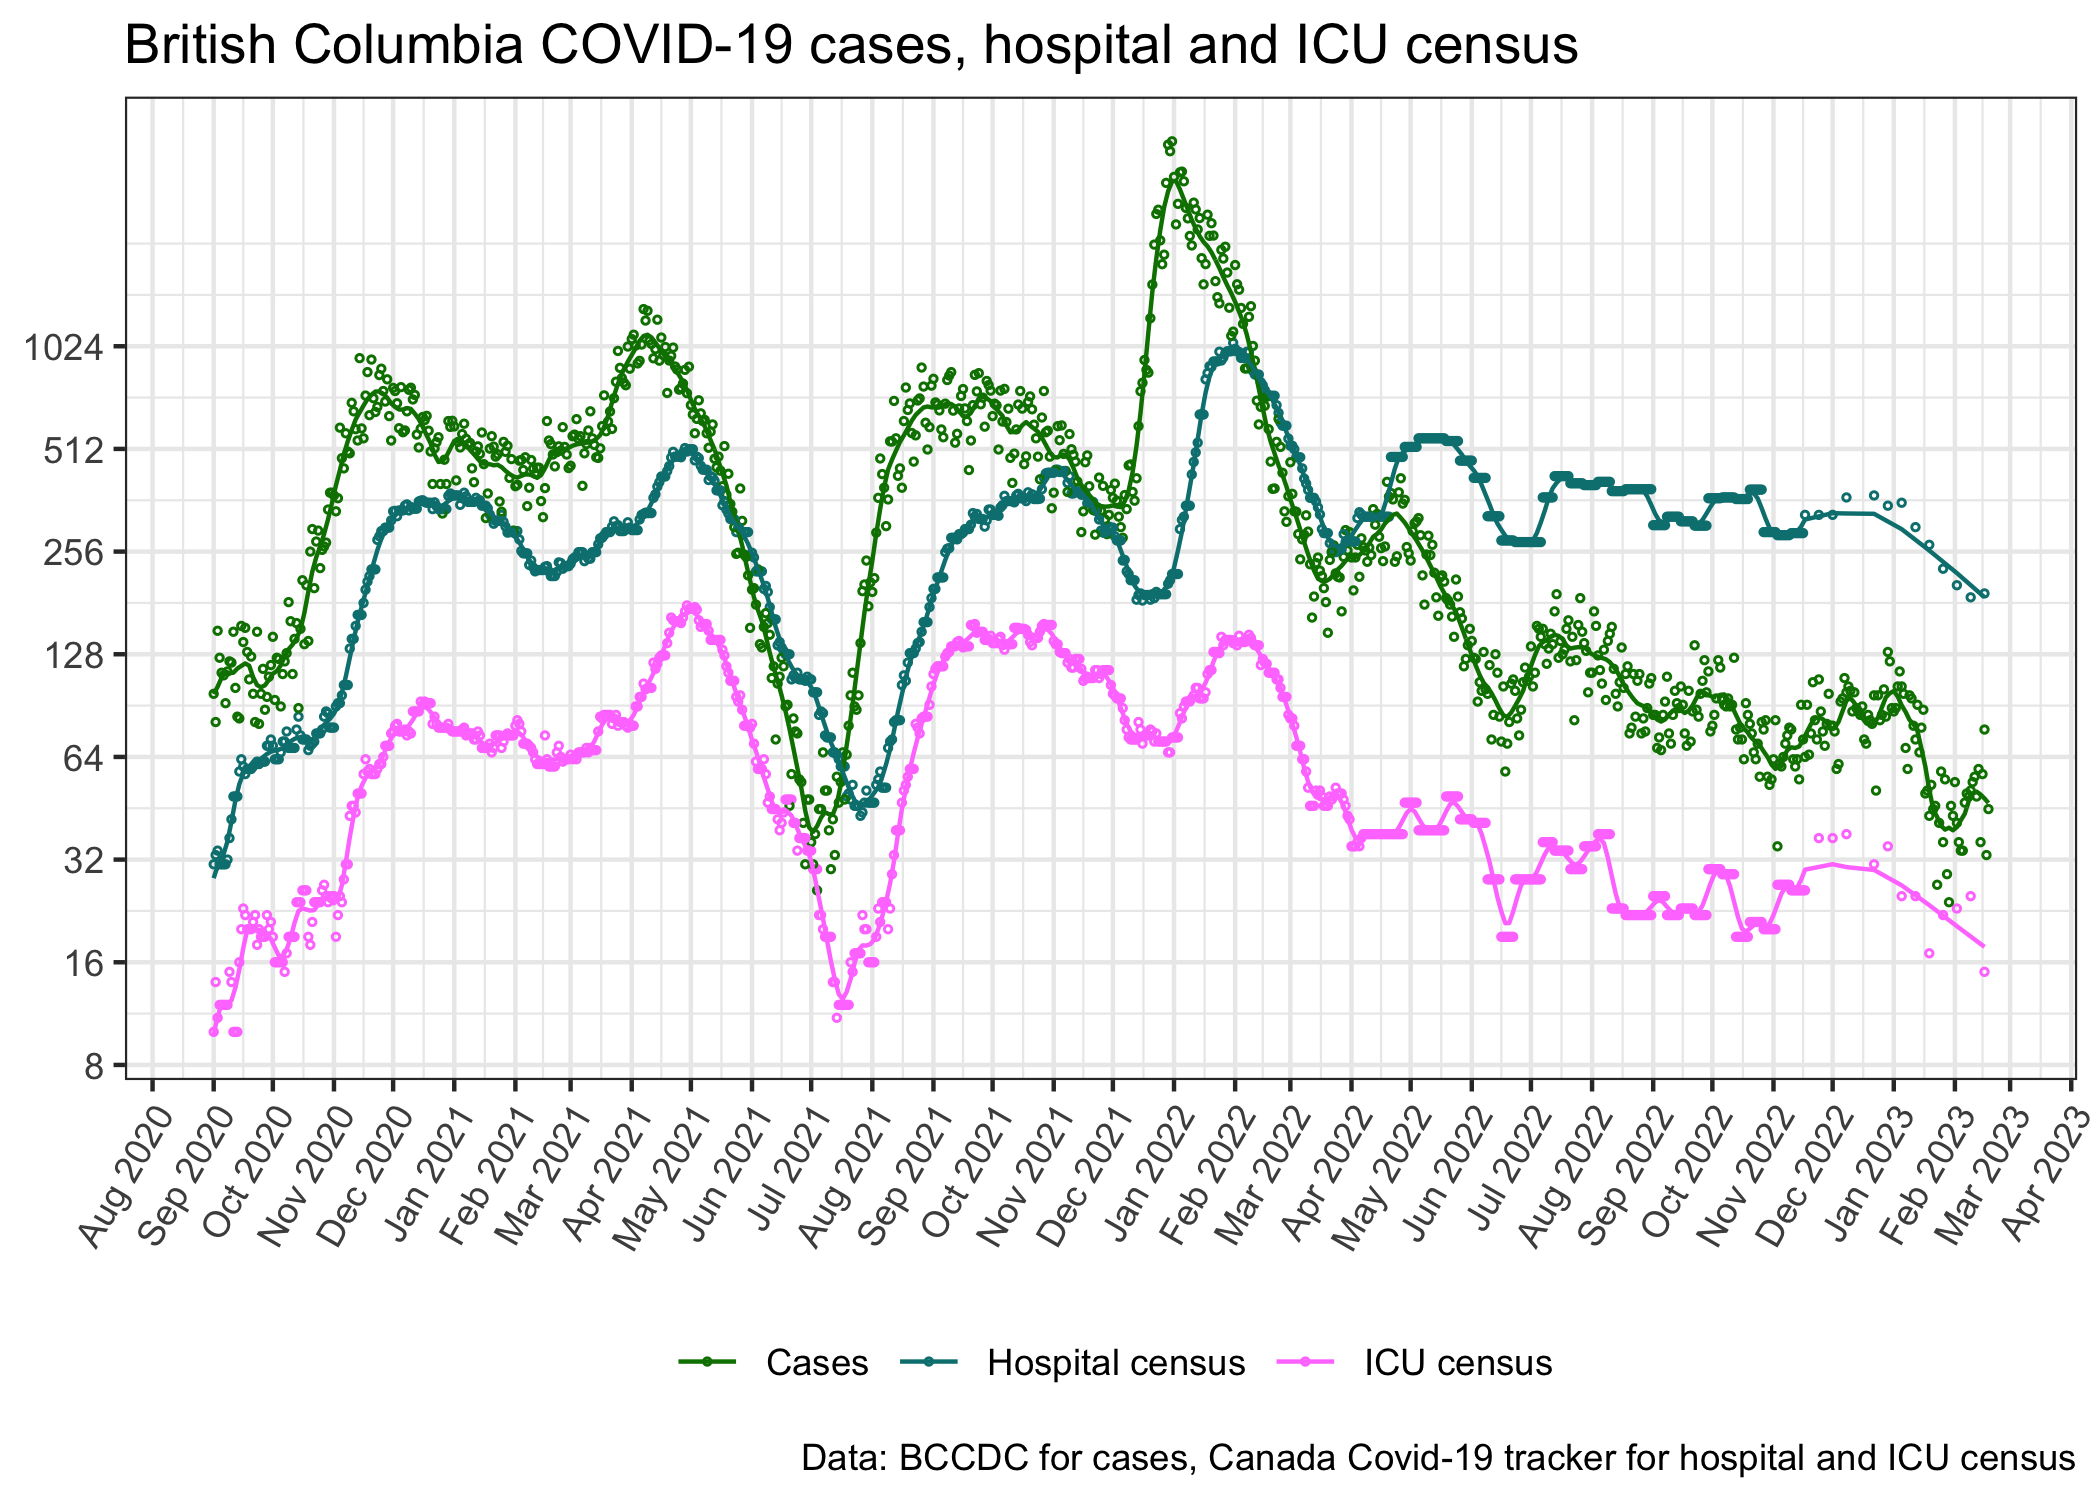 British Columbia COVID-19 cases, hospital and ICU census
1024
512
256
128
64
32
16
8
Aug 2020
Sep 2020
Oct 2020
Nov 2020
Dec 2020
Jan 2021
Feb 2021
Mar 2021
Apr 2021
May 2021
Jun 2021
Jul 2021
Aug 2021
Sep 2021
Oct 2021
Nov 2021
Dec 2021
Jan 2022
Feb 2022
Mar 2022
Apr 2022
May 2022
Jun 2022
Jul 2022
Aug 2022
Sep 2022
Oct 2022
Nov 2022
Dec 2022
Jan 2023
Feb 2023
Mar 2023
Apr 2023
Cases Hospital census ICU census
Data: BCCDC for cases, Canada Covid-19 tracker for hospital and ICU census